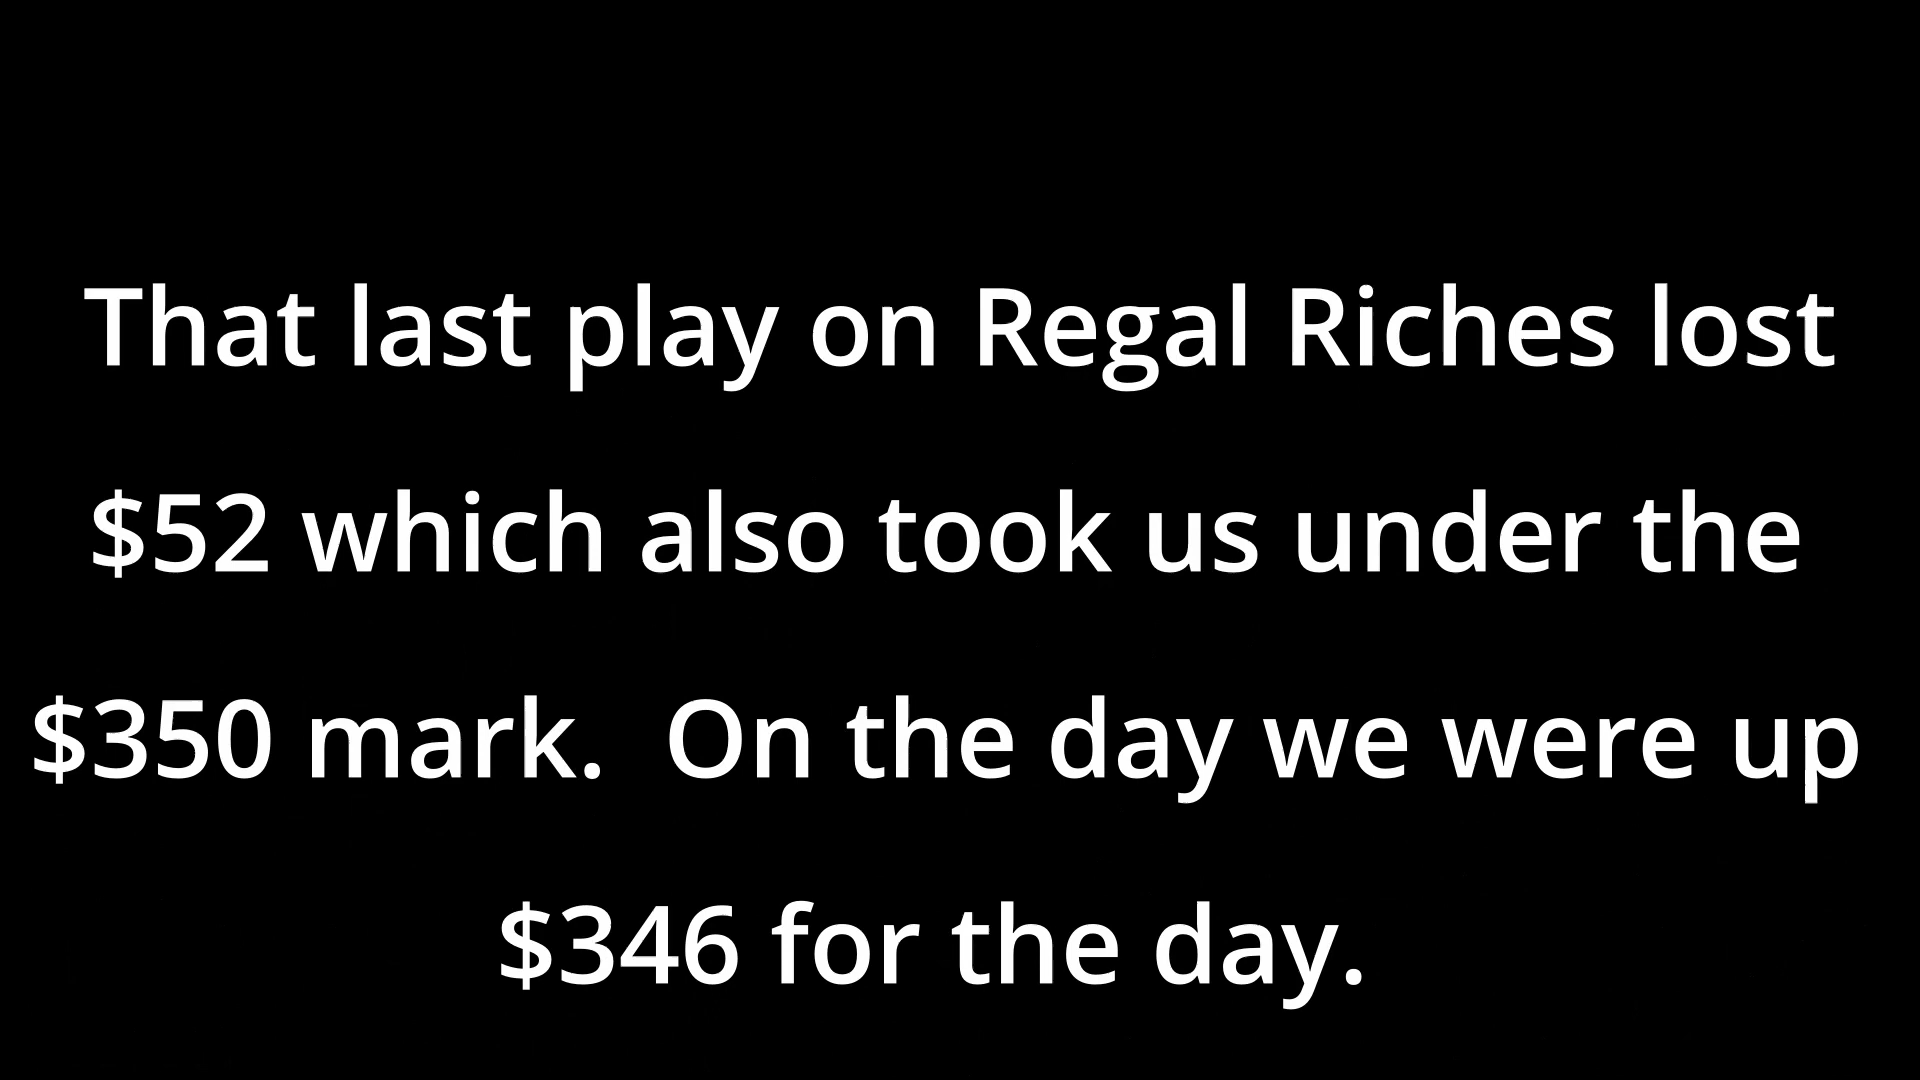 That last play on Regal Riches lost
$52 which also took us under the
$350 mark.  On the day we were up
$346 for the day.